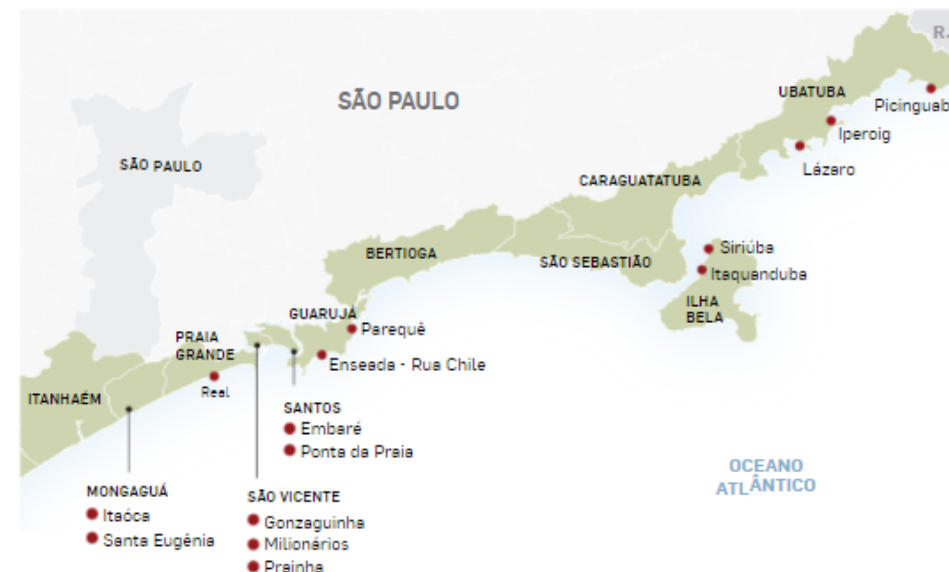 R.
SÃO PAULO
UBATUBA
Picinguab
Iperoig
SÃO PAULO
Lázaro
CARAGUATATUBA
Siriúba
BERTIOGA
SÃO SEBASTIÃO
Itaquanduba
ILHA
BELA
GUARUJÁ
Parequê
PRAIA
GRANDE
Enseada - Rua Chile
Real
ITANHAÉM
SANTOS
Embaré
Ponta da Praia
OCEANO
ATLÂNTICO
MONGAGUÁ
Itaóca
Santa Eugênia
SÃO VICENTE
Gonzaguinha
Milionários
Prainha